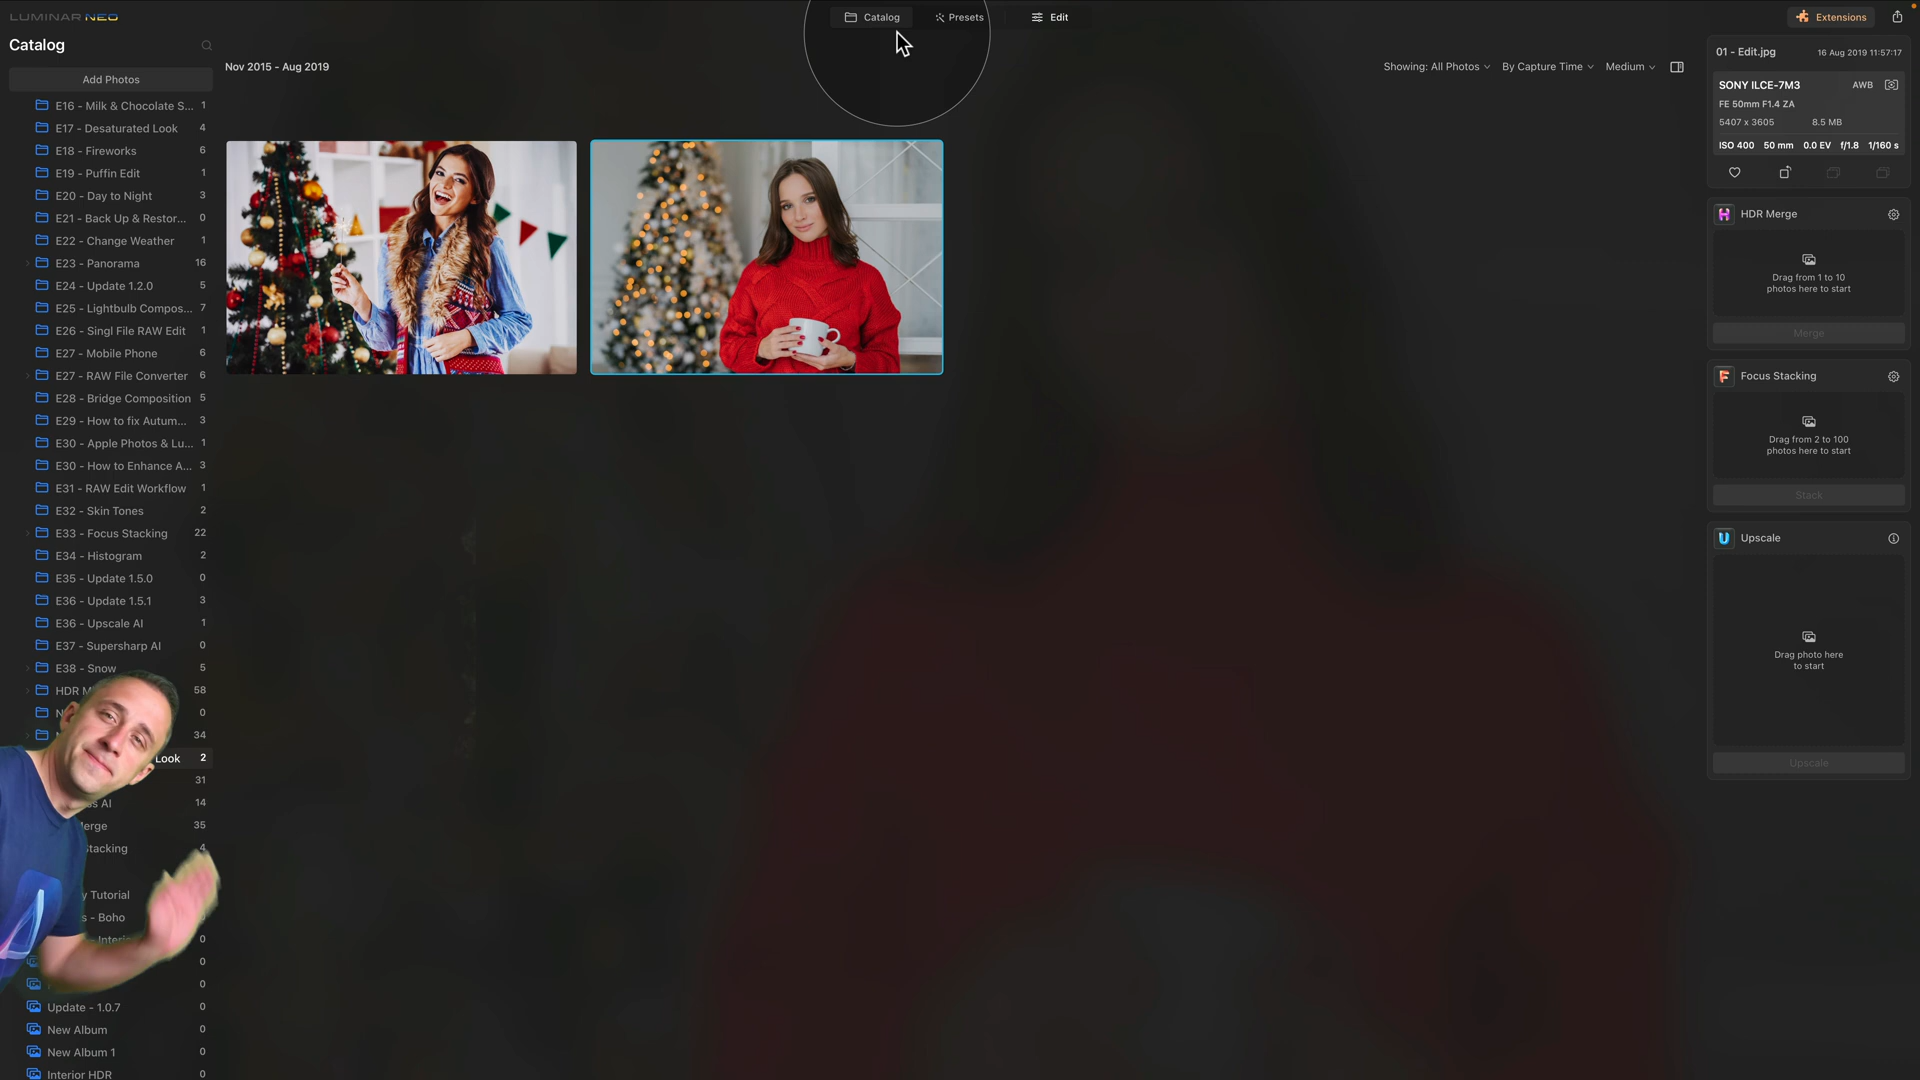 LUMINAR NEO
Catalog
Presets
Edit
Extensions
Catalog
Add Photos
E16 - Milk & Chocolate S... 1
E17 - Desaturated Look 4
E18 - Fireworks 6
E19 - Puffin Edit 1
E20 - Day to Night 3
E21 - Back Up & Restor... 0
E22 - Change Weather 1
E23 - Panorama 16
E24 - Update 1.2.0 5
E25 - Lightbulb Compos... 7
E26 - Singl File RAW Edit 1
E27 - Mobile Phone 6
E27 - RAW File Converter 6
E28 - Bridge Composition 5
E29 - How to fix Autum... 3
E30 - Apple Photos & Lu... 1
E30 - How to Enhance A... 3
E31 - RAW Edit Workflow 1
E32 - Skin Tones 2
E33 - Focus Stacking 22
E34 - Histogram 2
E35 - Update 1.5.0 0
E36 - Update 1.5.1 3
E36 - Upscale AI 1
E37 - Supersharp AI 0
E38 - Snow 5
HDR M 58
0
34
Look 2
31
AI 14
erge 35
tacking 4
y Tutorial
s - Boho
- Interi 0
0
0
Update - 1.0.7 0
New Album 0
New Album 1 0
Interior HDR 0
Nov 2015 - Aug 2019
Showing: All Photos
By Capture Time
Medium
01 - Edit.jpg 16 Aug 2019 11:57:17
SONY ILCE-7M3 AWB
FE 50mm F1.4 ZA
5407 x 3605 8.5 MB
ISO 400 50 mm 0.0 EV f/1.8 1/160 s
HDR Merge
Drag from 1 to 10
photos here to start
Merge
Focus Stacking
Drag from 2 to 100
photos here to start
Stack
Upscale
Drag photo here
to start
Upscale